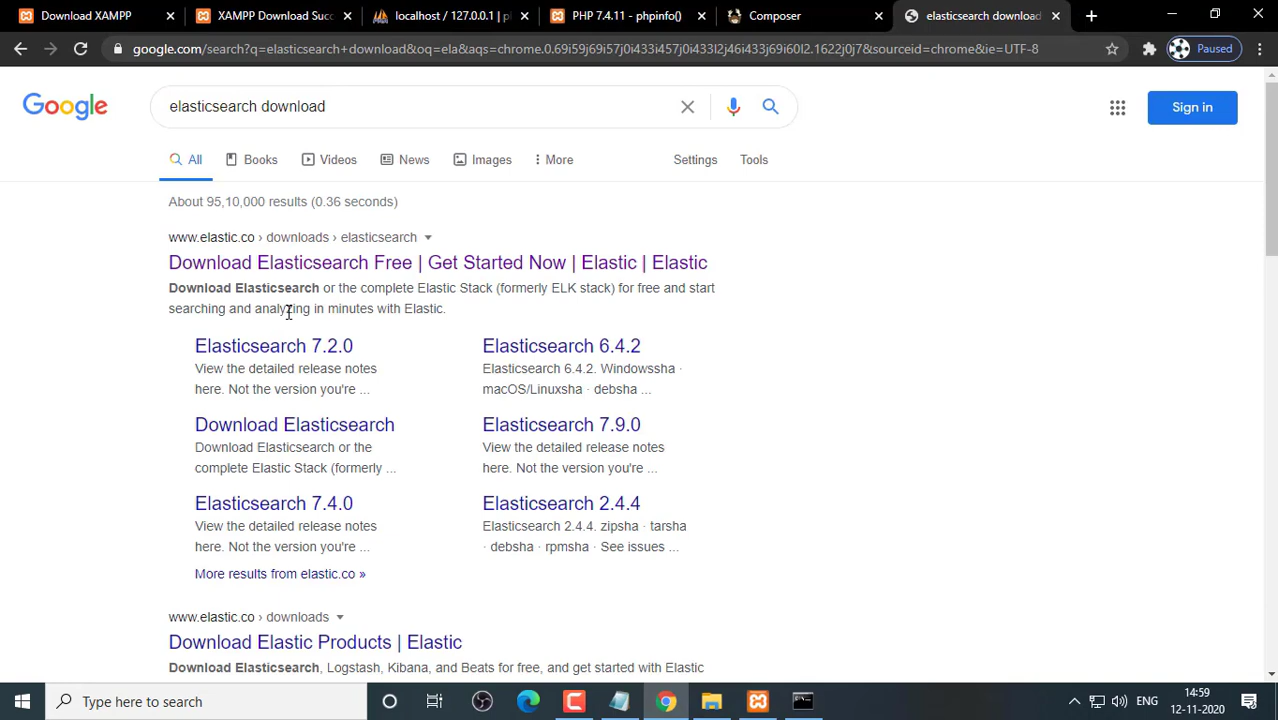 Download XAMPP
XAMPP Download Suc
localhost / 127.0.0.1 | p
PHP 7.4.11 - phpinfo()
Composer
elasticsearch download
google.com/search?q=elasticsearch+download&oq=ela&aqs=chrome.0.69i59j69i57j0i433i457j0i433l2j46i433j69i60l2.1622j0j7&sourceid=chrome&ie=UTF-8
Paused
Google
elasticsearch download
Sign in
All
Books
Videos
News
Images
More
Settings
Tools
About 95,10,000 results (0.36 seconds)
www.elastic.co › downloads › elasticsearch
Download Elasticsearch Free | Get Started Now | Elastic | Elastic
Download Elasticsearch or the complete Elastic Stack (formerly ELK stack) for free and start
searching and analyzing in minutes with Elastic.
Elasticsearch 7.2.0
View the detailed release notes
here. Not the version you're ...
Elasticsearch 6.4.2
Elasticsearch 6.4.2. Windowssha ·
macOS/Linuxsha · debsha ...
Download Elasticsearch
Download Elasticsearch or the
complete Elastic Stack (formerly ...
Elasticsearch 7.9.0
View the detailed release notes
here. Not the version you're ...
Elasticsearch 7.4.0
View the detailed release notes
here. Not the version you're ...
Elasticsearch 2.4.4
Elasticsearch 2.4.4. zipsha · tarsha
· debsha · rpmsha · See issues ...
More results from elastic.co »
www.elastic.co › downloads
Download Elastic Products | Elastic
Download Elasticsearch, Logstash, Kibana, and Beats for free, and get started with Elastic
Type here to search
ENG
14:59
12-11-2020